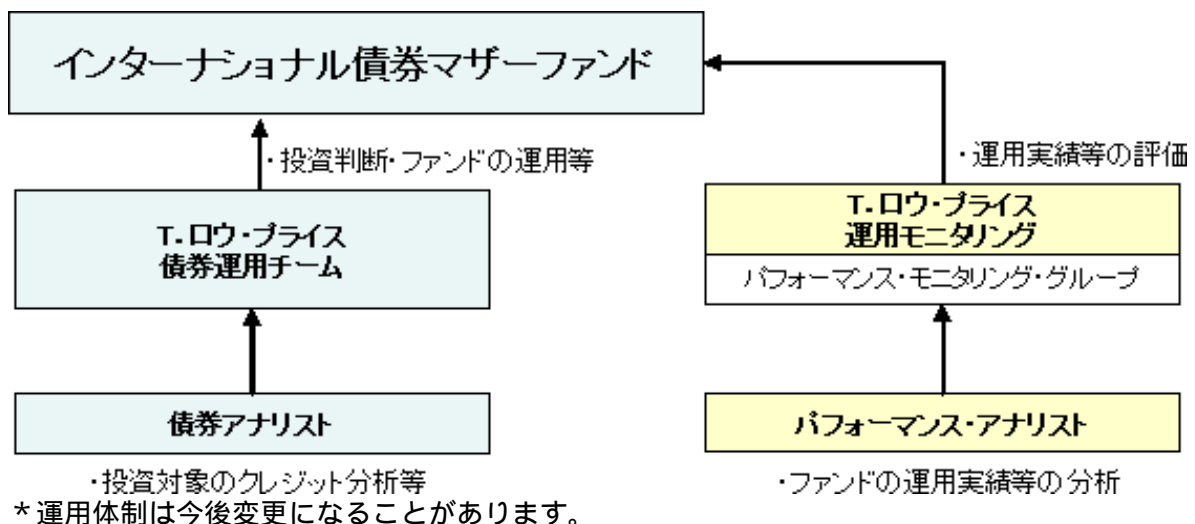 インターナショナル債券マザーファンド
・投資判断・ファンドの運用等
・運用実績等の評価
T.ロウ・プライス
債券運用チーム
T.ロウ・プライス
運用モニタリング
パフォーマンス・モニタリング・グループ
債券アナリスト
パフォーマンス・アナリスト
・投資対象のクレジット分析等
・ファンドの運用実績等の分析
*運用体制は今後変更になることがあります。